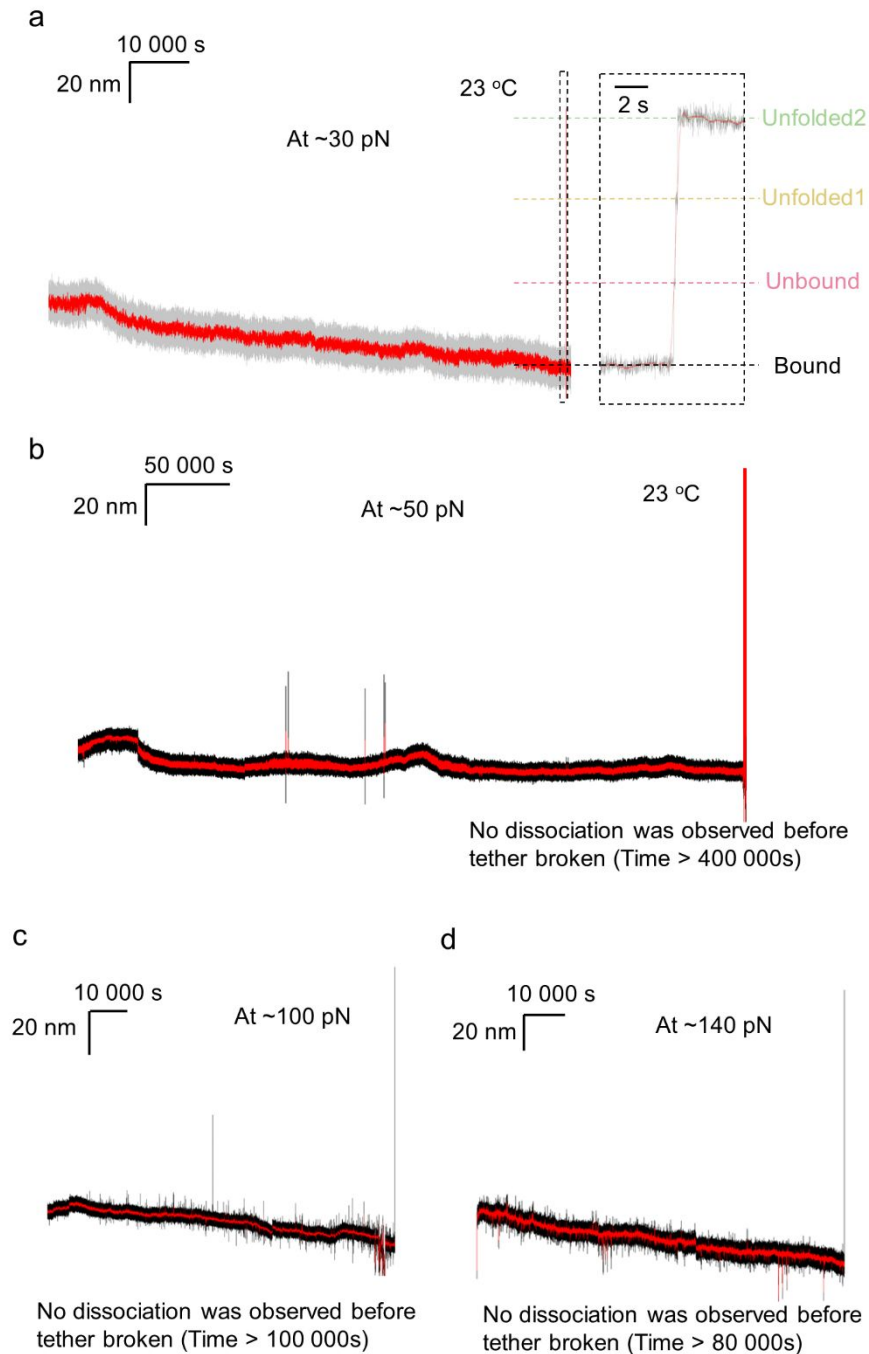 a
10 000 s
20 nm
23 °C
At ~30 pN
2 s
Unfolded2
Unfolded1
Unbound
Bound
b
50 000 s
20 nm
At ~50 pN
23 °C
No dissociation was observed before
tether broken (Time > 400 000s)
c
10 000 s
20 nm
At ~100 pN
No dissociation was observed before
tether broken (Time > 100 000s)
d
10 000 s
20 nm
At ~140 pN
No dissociation was observed before
tether broken (Time > 80 000s)